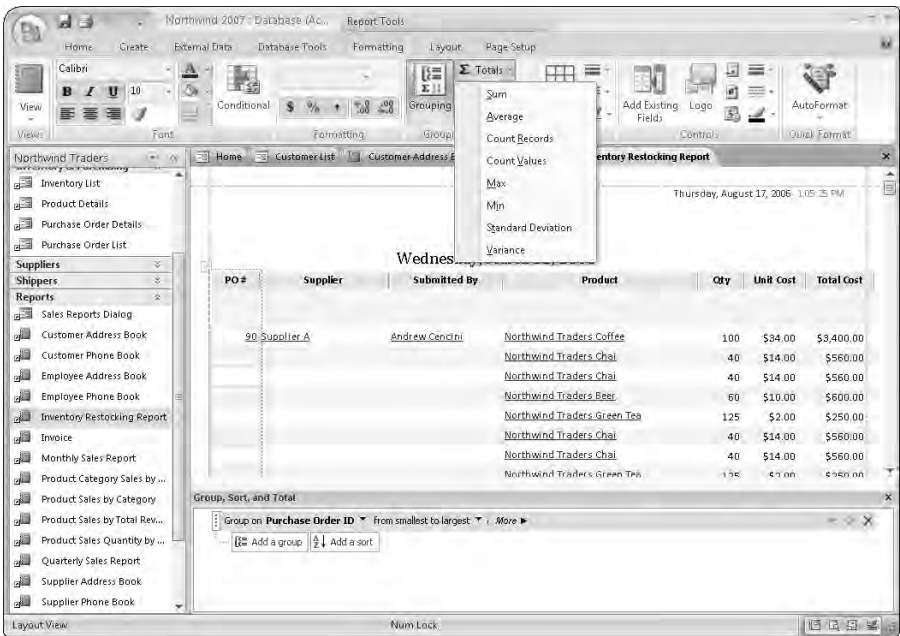 Northwind 2007 : Database (Ac... Report Tools
Home Create External Data Database Tools Formatting Layout Page Setup
Calibri
B I U 10
View
Conditional
$ % ,
Grouping
Σ Totals
Add Existing Fields
Logo
AutoFormat
Views Font Formatting Controls
Sum
Average
Count Records
Count Values
Max
Min
Standard Deviation
Variance
Northwind Traders
Home Customer List Customer Address
ntory Restocking Report
Inventory List
Product Details
Purchase Order Details
Purchase Order List
Suppliers
Shippers
Reports
Sales Reports Dialog
Customer Address Book
Customer Phone Book
Employee Address Book
Employee Phone Book
Inventory Restocking Report
Invoice
Monthly Sales Report
Product Category Sales by ...
Product Sales by Category
Product Sales by Total Rev...
Product Sales Quantity by ...
Quarterly Sales Report
Supplier Address Book
Supplier Phone Book
Thursday, August 17, 2006 1:05:25 PM
Wednes
PO # Supplier Submitted By Product Qty Unit Cost Total Cost
90 Supplier A Andrew Cencini Northwind Traders Coffee 100 $34.00 $3,400.00
Northwind Traders Chai 40 $14.00 $560.00
Northwind Traders Chai 40 $14.00 $560.00
Northwind Traders Beer 60 $10.00 $600.00
Northwind Traders Green Tea 125 $2.00 $250.00
Northwind Traders Chai 40 $14.00 $560.00
Northwind Traders Chai 40 $14.00 $560.00
Northwind Traders Green Tea 125 $2.00 $250.00
Group, Sort, and Total
Group on Purchase Order ID from smallest to largest , More
Add a group Add a sort
Layout View Num Lock